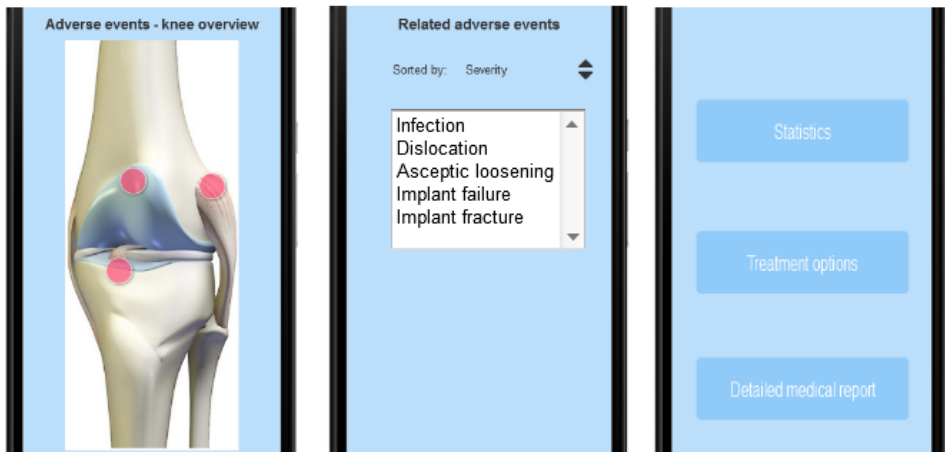 Adverse events - knee overview
Related adverse events
Sorted by: Severity
Infection
Dislocation
Asceptic loosening
Implant failure
Implant fracture
Statistics
Treatment options
Detailed medical report